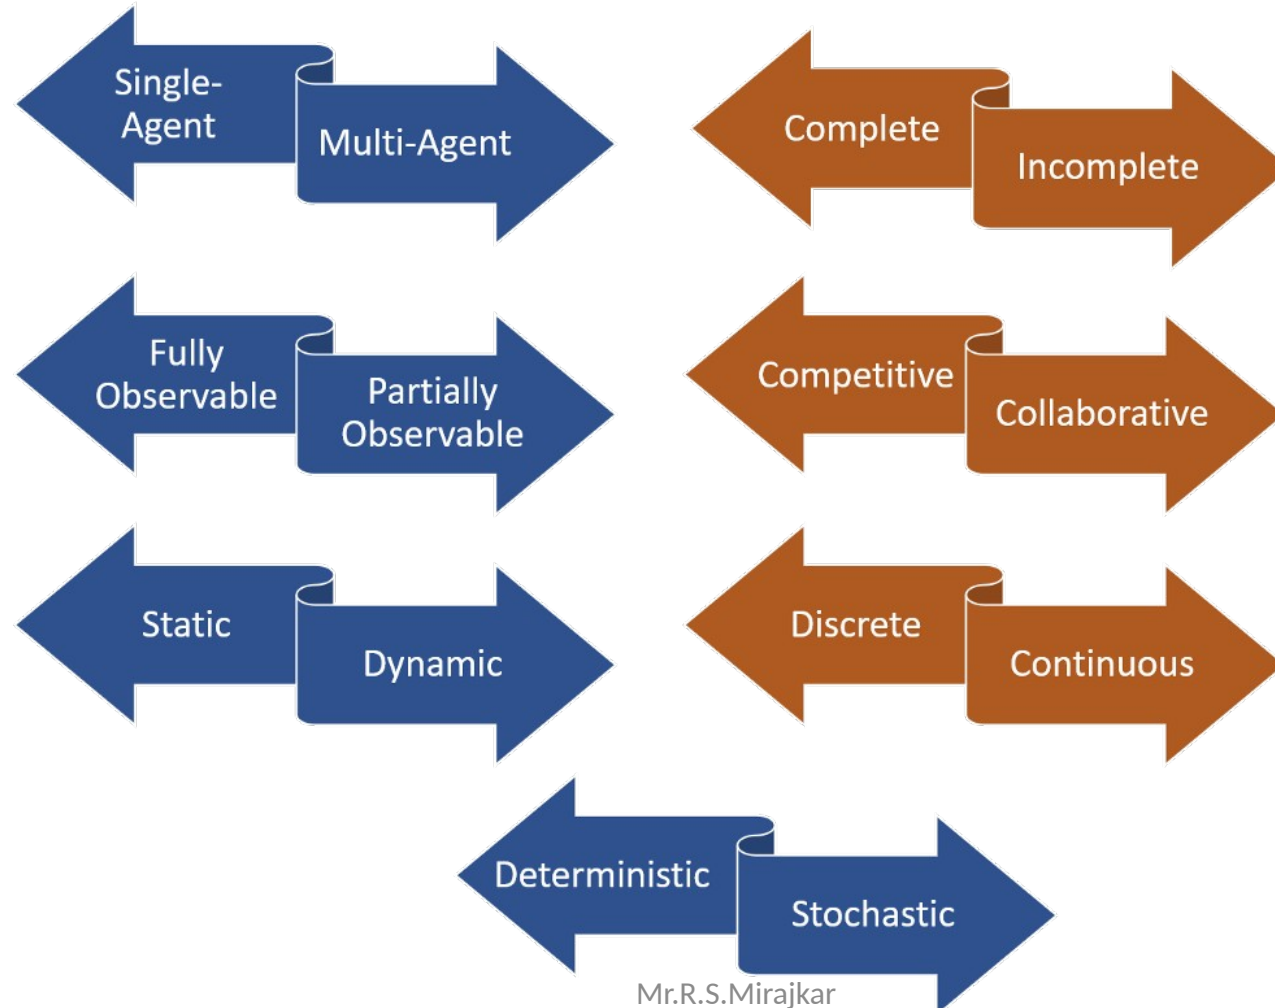 Single-
Agent
Multi-Agent
Complete
Incomplete
Fully
Observable
Partially
Observable
Competitive
Collaborative
Static
Dynamic
Discrete
Continuous
Deterministic
Stochastic
Mr.R.S.Mirajkar